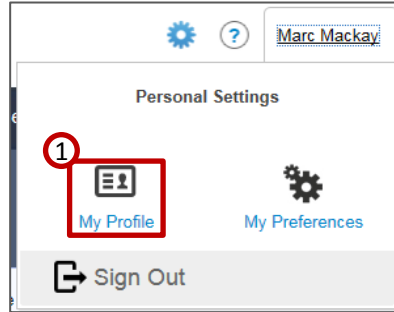 ? Marc Mackay
Personal Settings
1
My Profile My Preferences
Sign Out